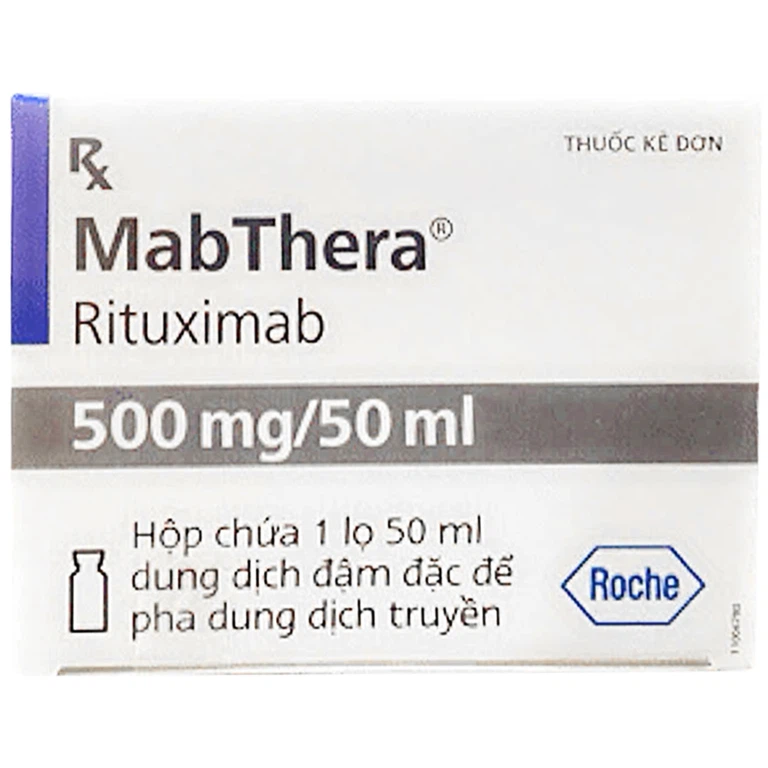 Rx
THUỐC KÊ ĐƠN
MabThera®
Rituximab
500 mg/50 ml
Hộp chứa 1 lọ 50 ml
dung dịch đậm đặc để
pha dung dịch truyền
Roche